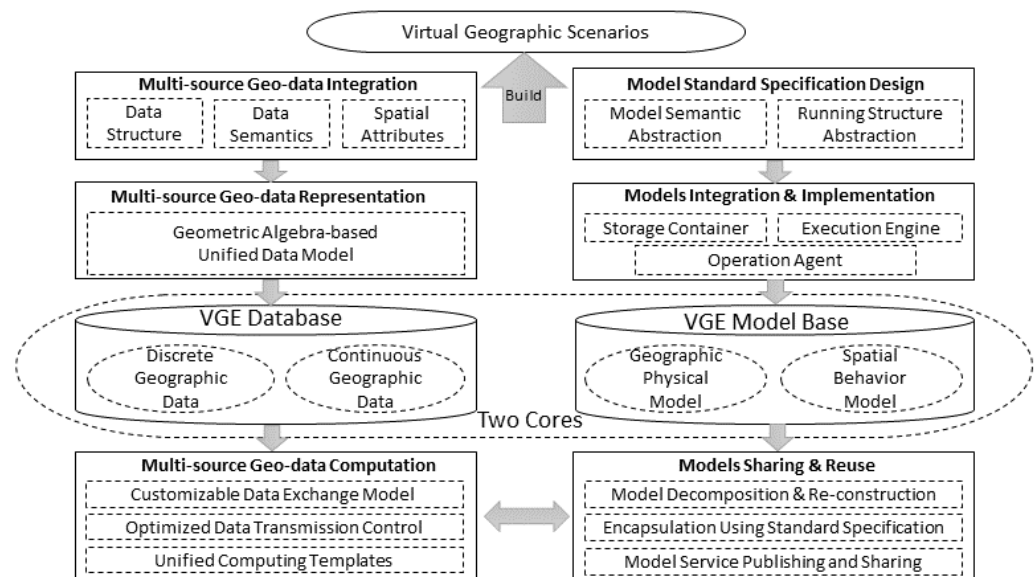 Virtual Geographic Scenarios
Build
Multi-source Geo-data Integration
Data
Structure
Data
Semantics
Spatial
Attributes
Model Standard Specification Design
Model Semantic
Abstraction
Running Structure
Abstraction
Multi-source Geo-data Representation
Geometric Algebra-based
Unified Data Model
Models Integration & Implementation
Storage Container
Execution Engine
Operation Agent
VGE Database
Discrete
Geographic
Data
Continuous
Geographic
Data
VGE Model Base
Geographic
Physical
Model
Spatial
Behavior
Model
Two Cores
Multi-source Geo-data Computation
Customizable Data Exchange Model
Optimized Data Transmission Control
Unified Computing Templates
Models Sharing & Reuse
Model Decomposition & Re-construction
Encapsulation Using Standard Specification
Model Service Publishing and Sharing